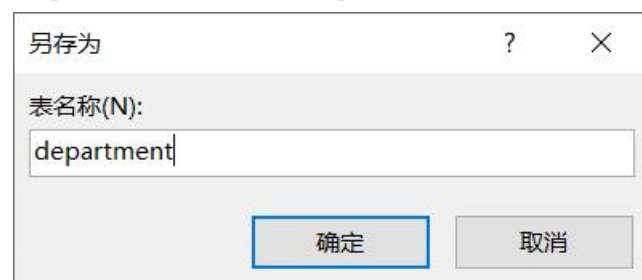 另存为 ? ×
表名称(N):
department
确定 取消